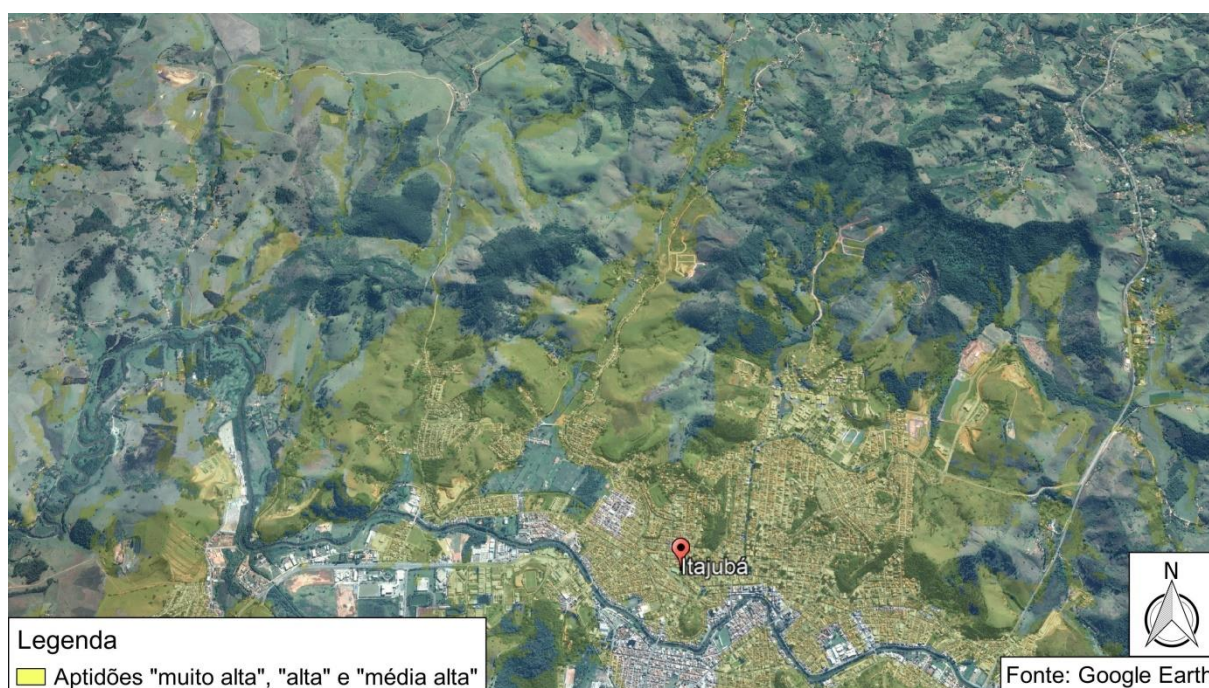 Itajubá
N
Legenda
Aptidões "muito alta", "alta" e "média alta"
Fonte: Google Earth